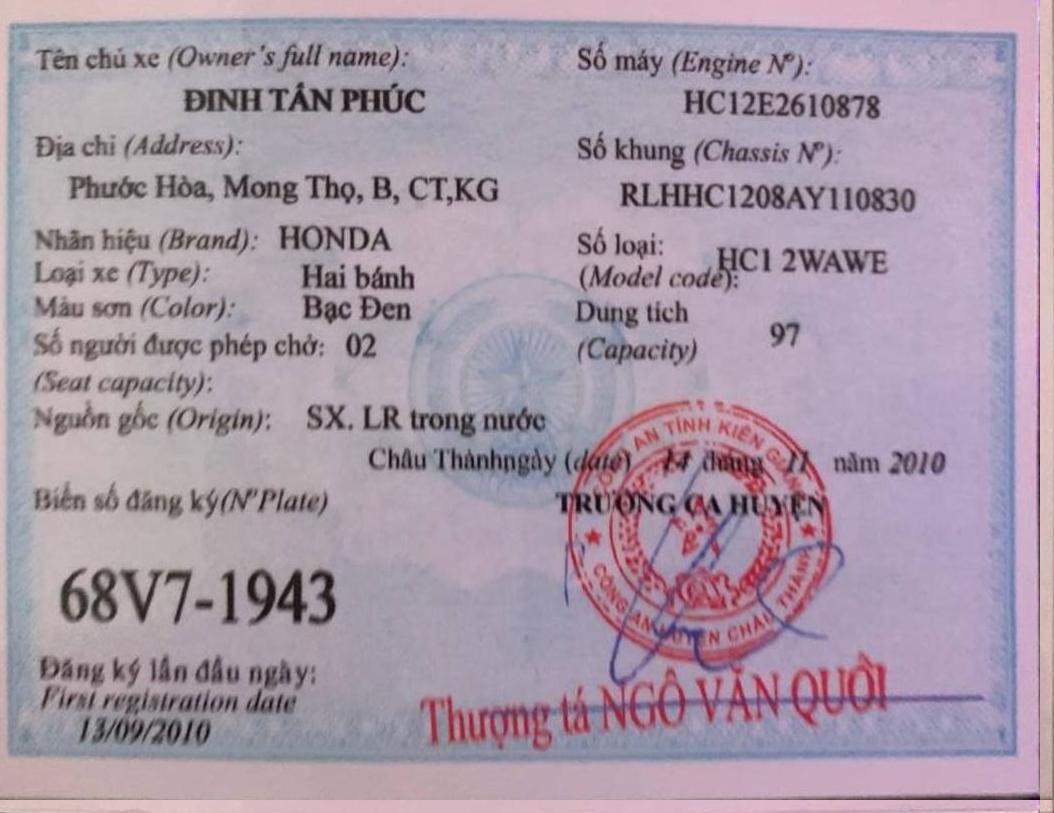 Tên chủ xe (Owner's full name):
ĐINH TẤN PHÚC
Địa chỉ (Address):
Phước Hòa, Mong Thọ, B, CT,KG
Nhãn hiệu (Brand): HONDA
Loại xe (Type): Hai bánh
Màu sơn (Color): Bạc Đen
Số người được phép chở: 02
(Seat capacity):
Nguồn gốc (Origin): SX, LR trong nước
Số máy (Engine Nº):
HC12E2610878
Số khung (Chassis Nº):
RLHHC1208AY110830
Số loại: HC1 2WAWE
(Model code):
Dung tích 97
(Capacity)
Châu Thànhngày (date) 14 tháng 11 năm 2010
Biển số đăng ký(NºPlate)
TRƯỞNG CA HUYỆN
68V7-1943
CÔNG AN TỈNH KIÊN GIANG
CÔNG AN HUYỆN CHÂU THÀNH
Đăng ký lần đầu ngày:
First registration date
13/09/2010
Thượng tá NGÔ VĂN QUỜI